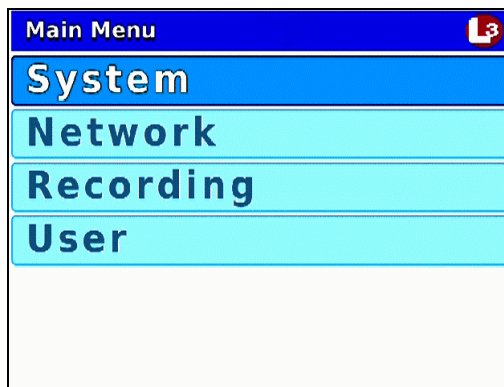 Main Menu
L3
System
Network
Recording
User